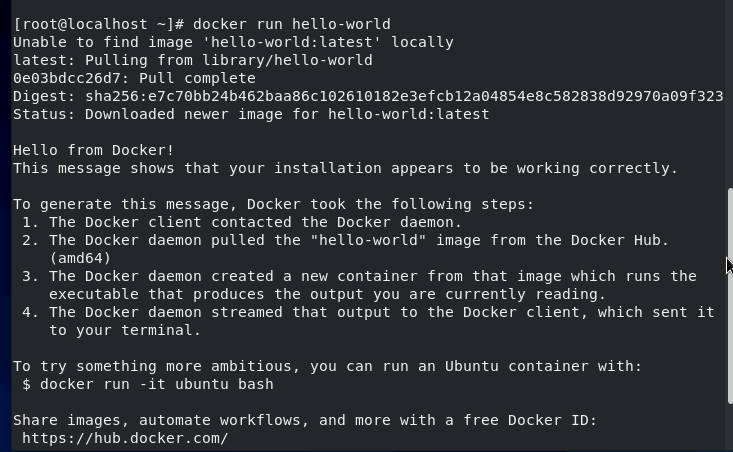 [root@localhost ~]# docker run hello-world
Unable to find image 'hello-world:latest' locally
latest: Pulling from library/hello-world
0e03bdcc26d7: Pull complete
Digest: sha256:e7c70bb24b462baa86c102610182e3efcb12a04854e8c582838d92970a09f323
Status: Downloaded newer image for hello-world:latest

Hello from Docker!
This message shows that your installation appears to be working correctly.

To generate this message, Docker took the following steps:
 1. The Docker client contacted the Docker daemon.
 2. The Docker daemon pulled the "hello-world" image from the Docker Hub.
    (amd64)
 3. The Docker daemon created a new container from that image which runs the
    executable that produces the output you are currently reading.
 4. The Docker daemon streamed that output to the Docker client, which sent it
    to your terminal.

To try something more ambitious, you can run an Ubuntu container with:
 $ docker run -it ubuntu bash

Share images, automate workflows, and more with a free Docker ID:
 https://hub.docker.com/